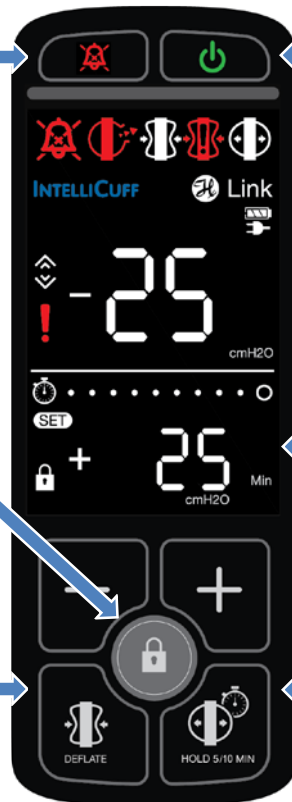 INTELLICUFF Link
-25
cmH2O
SET
+ 25 Min
cmH2O
- +
DEFLATE
HOLD 5/10 MIN